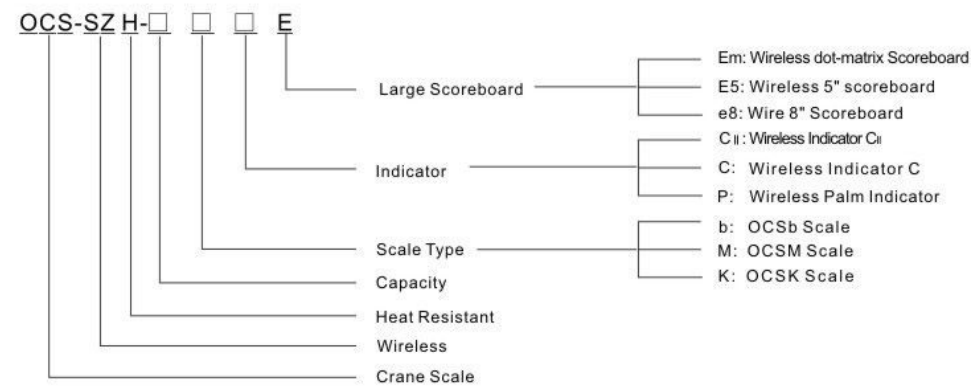 OCS-SZ H-□ □ □ E
Large Scoreboard
Em: Wireless dot-matrix Scoreboard
E5: Wireless 5" scoreboard
e8: Wire 8" Scoreboard
Indicator
CII: Wireless Indicator CII
C: Wireless Indicator C
P: Wireless Palm Indicator
Scale Type
b: OCSb Scale
M: OCSM Scale
K: OCSK Scale
Capacity
Heat Resistant
Wireless
Crane Scale